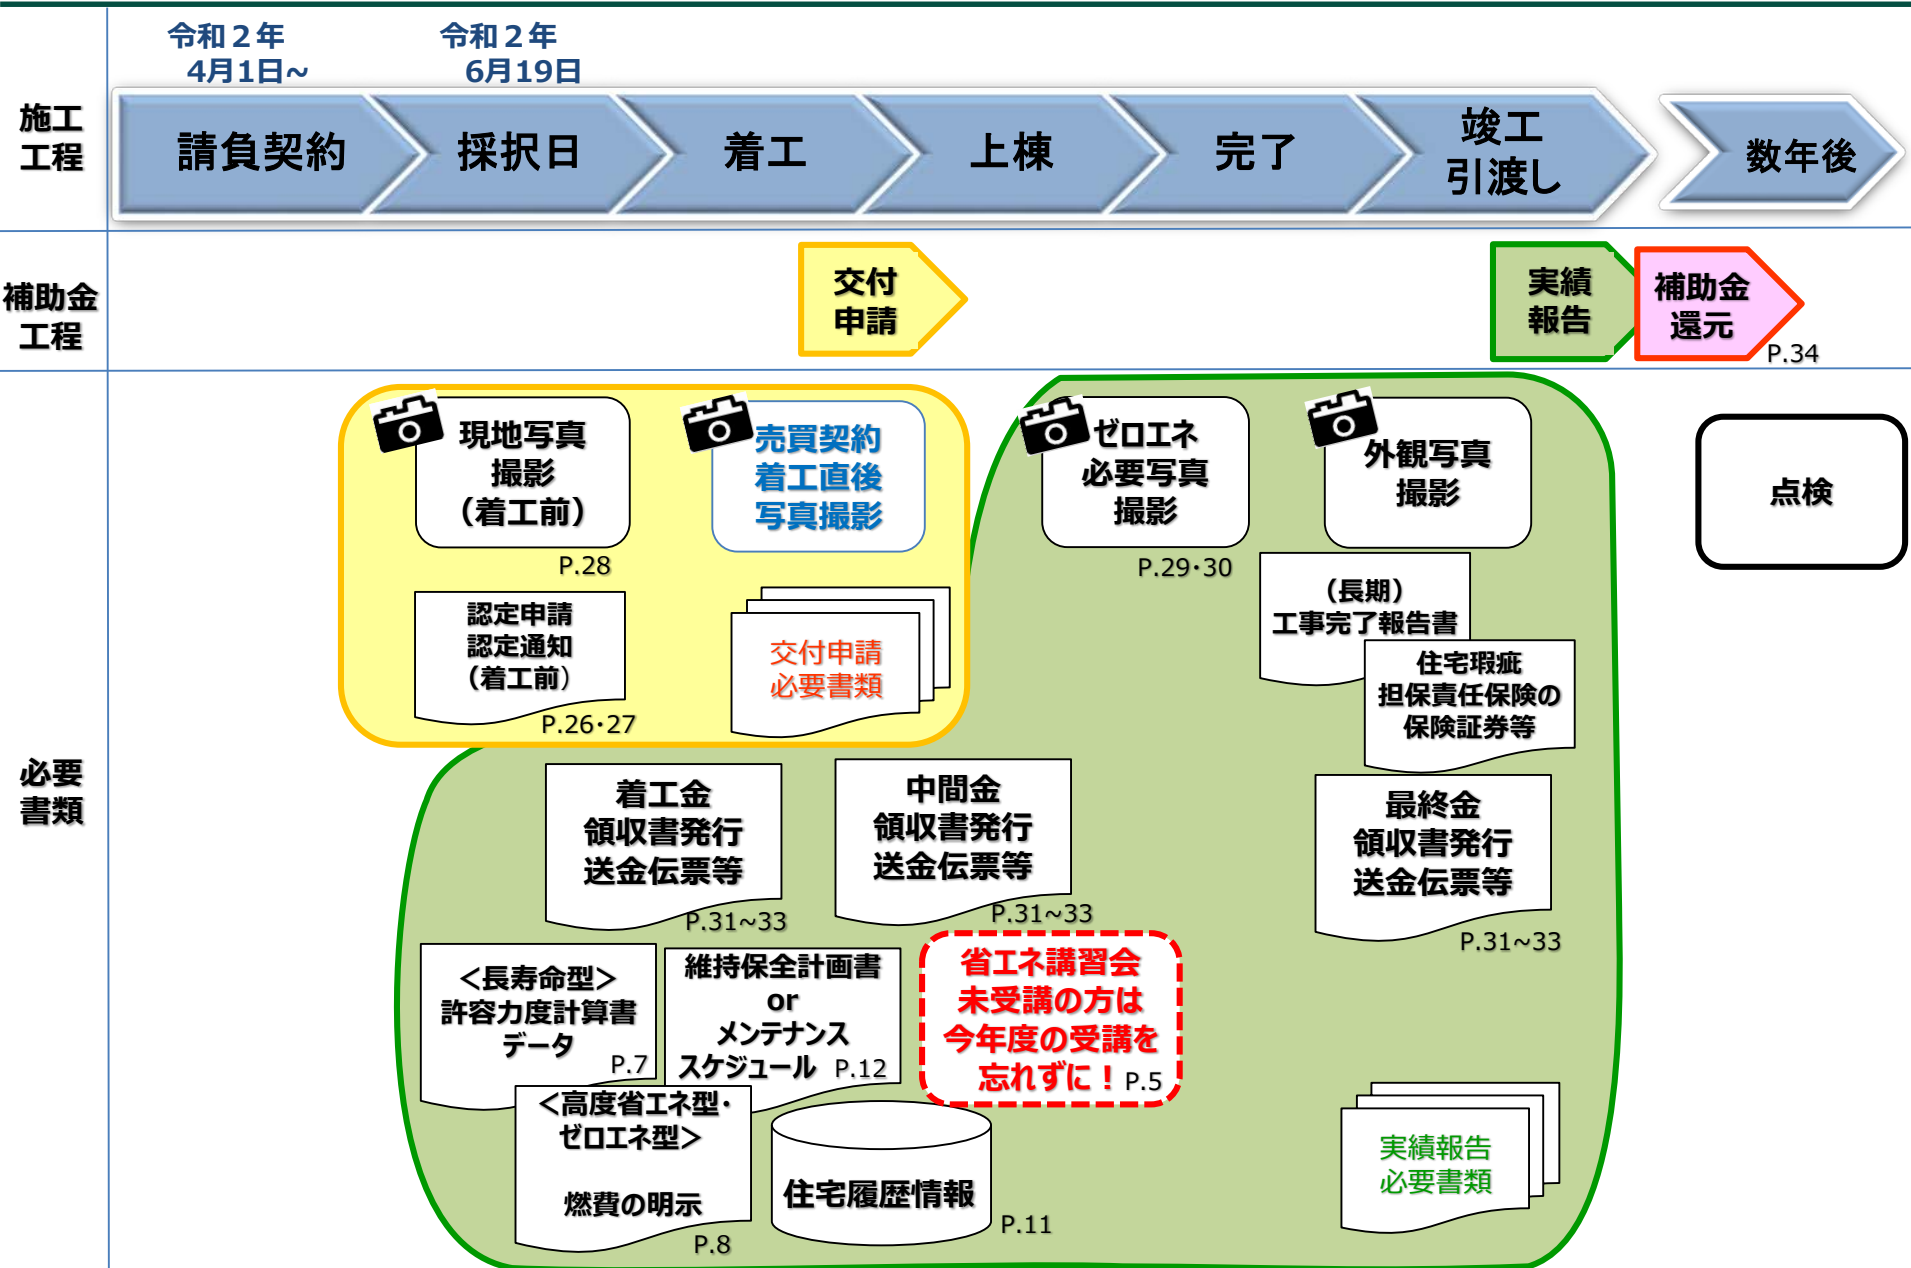 令和２年
4月1日~
令和２年
6月19日
施工
工程
請負契約
採択日
着工
上棟
完了
竣工
引渡し
数年後
補助金
工程
交付
申請
実績
報告
補助金
還元
P.34
必要
書類
現地写真
撮影
（着工前）
P.28
売買契約
着工直後
写真撮影
認定申請
認定通知
（着工前）
P.26・27
交付申請
必要書類
ゼロエネ
必要写真
撮影
P.29・30
外観写真
撮影
（長期）
工事完了報告書
住宅瑕疵
担保責任保険の
保険証券等
点検
着工金
領収書発行
送金伝票等
P.31~33
中間金
領収書発行
送金伝票等
P.31~33
最終金
領収書発行
送金伝票等
P.31~33
＜長寿命型＞
許容力度計算書
データ
P.7
維持保全計画書
or
メンテナンス
スケジュール P.12
省エネ講習会
未受講の方は
今年度の受講を
忘れずに！P.5
＜高度省エネ型・
ゼロエネ型＞
燃費の明示
P.8
住宅履歴情報
P.11
実績報告
必要書類